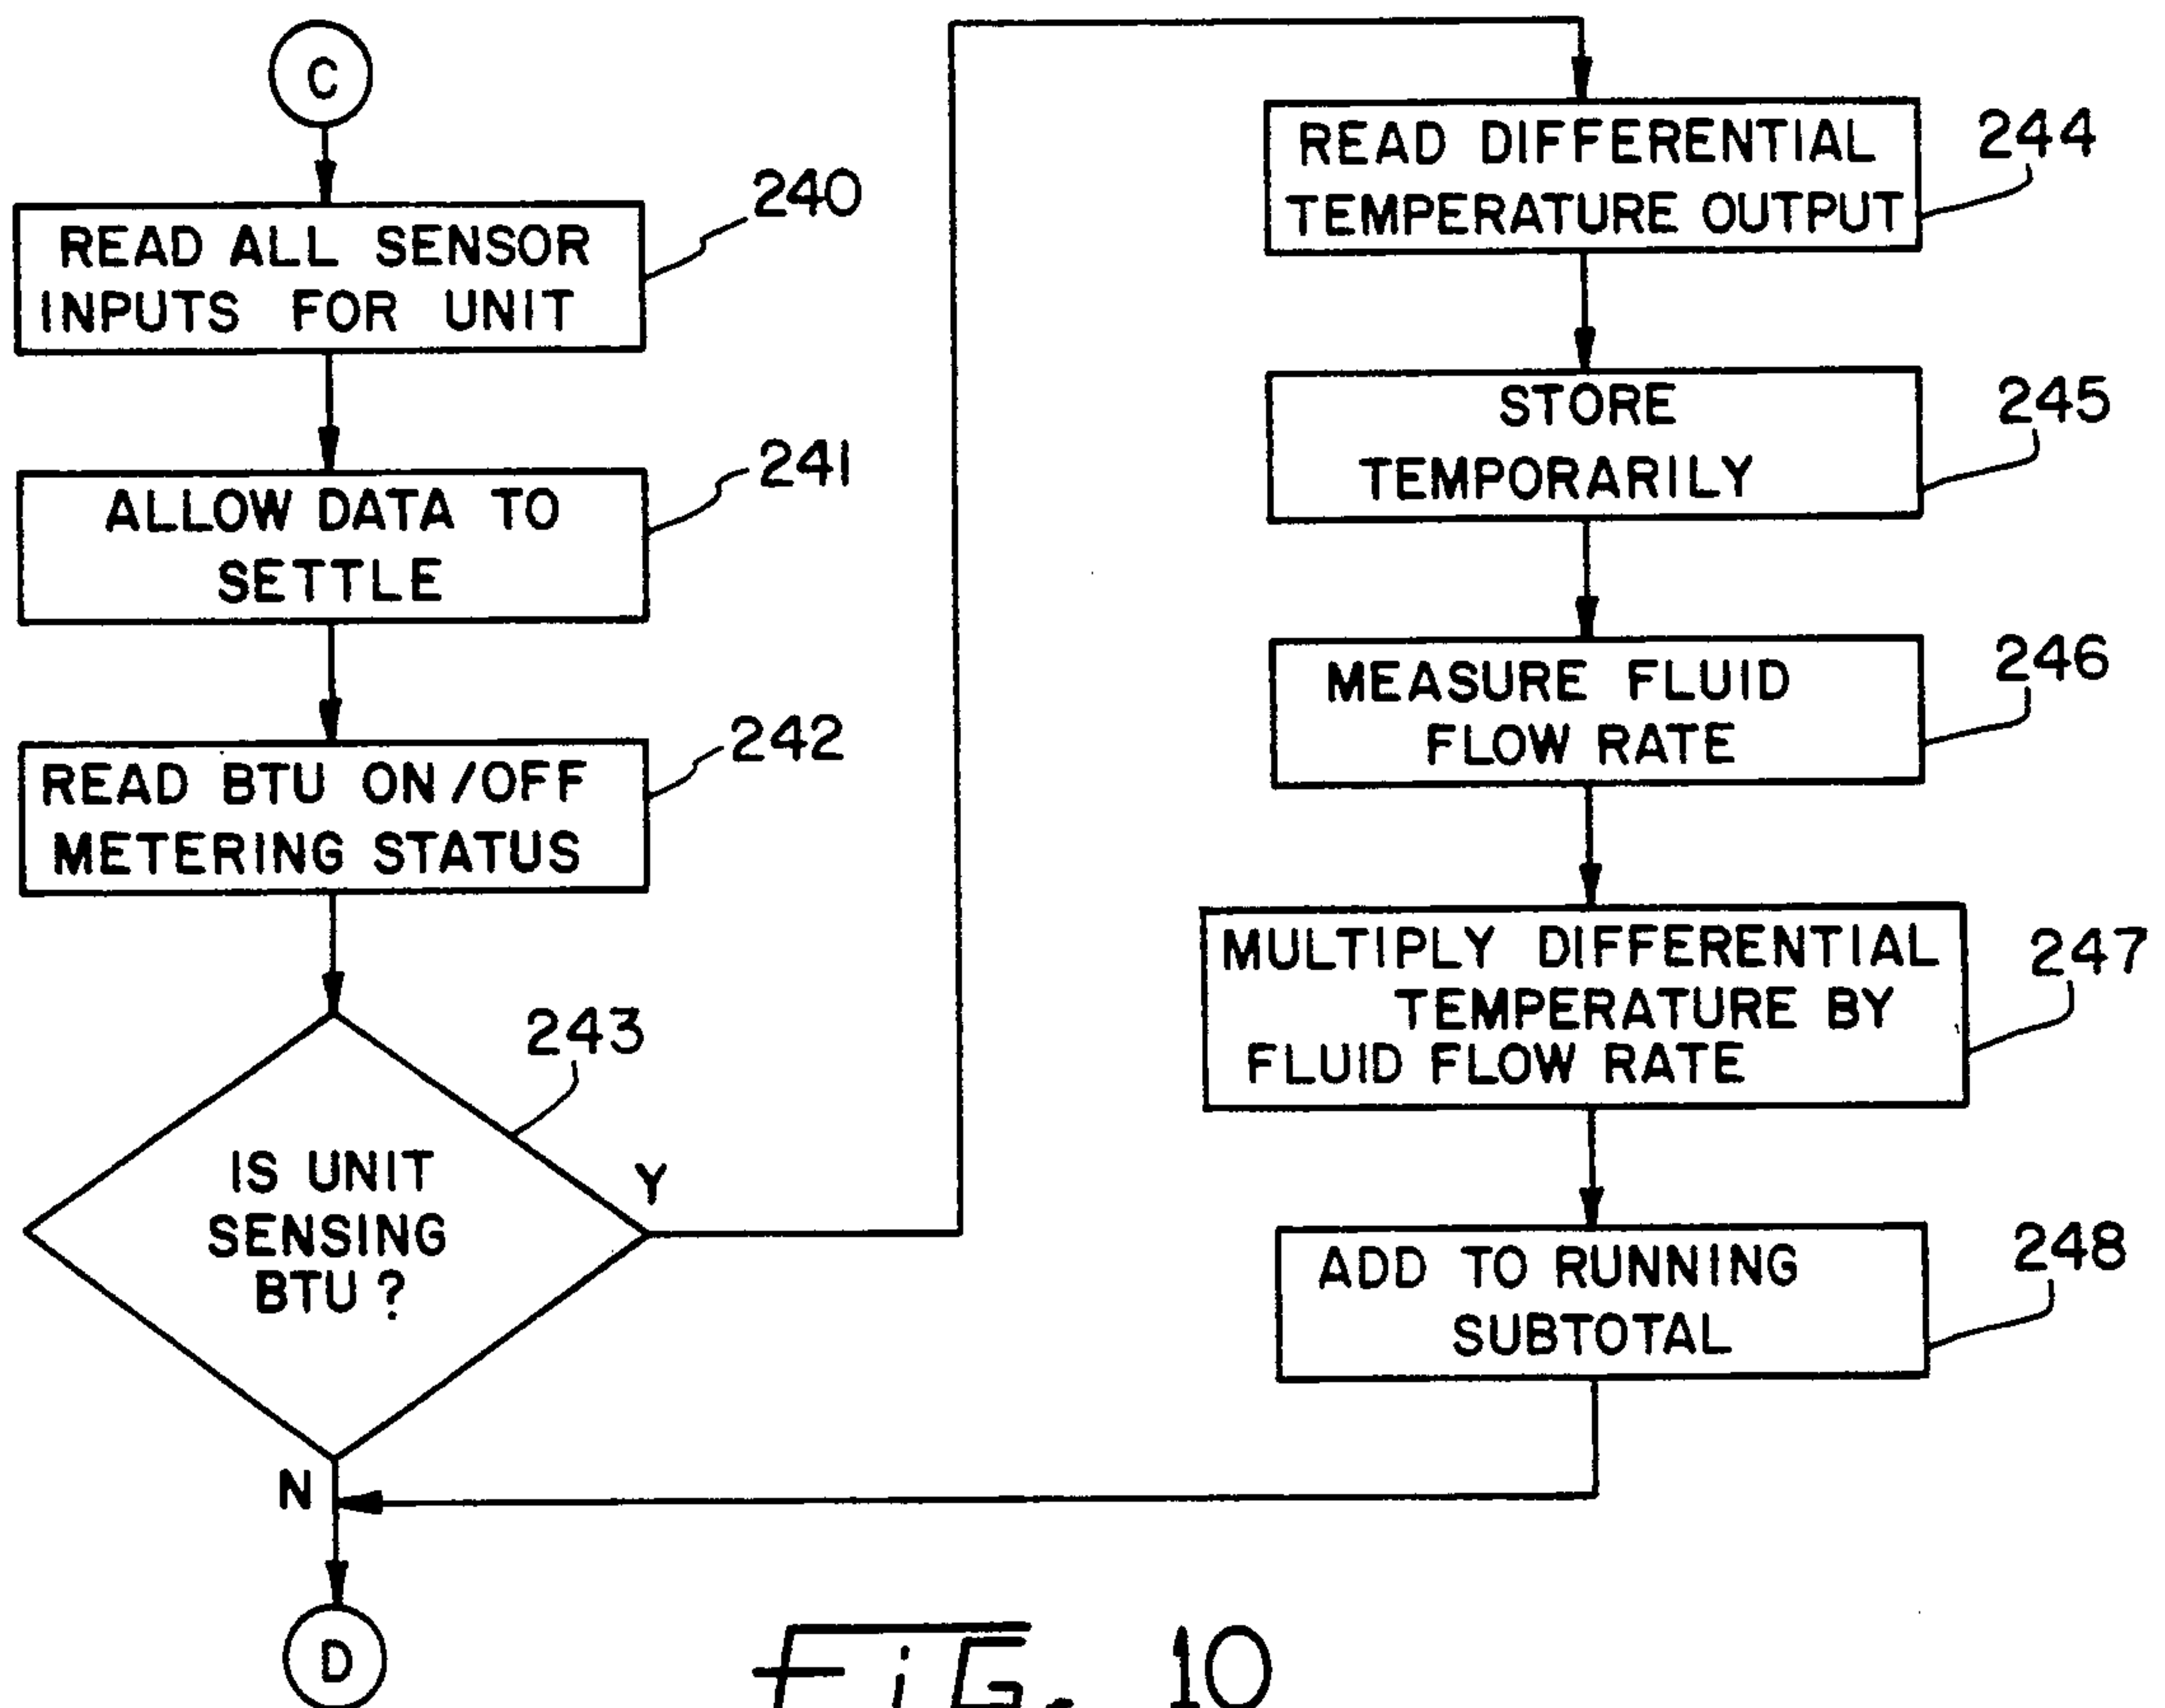 C
READ ALL SENSOR
INPUTS FOR UNIT
240
ALLOW DATA TO
SETTLE
241
READ BTU ON/OFF
METERING STATUS
242
IS UNIT
SENSING
BTU?
243
Y
N
D
READ DIFFERENTIAL
TEMPERATURE OUTPUT
244
STORE
TEMPORARILY
245
MEASURE FLUID
FLOW RATE
246
MULTIPLY DIFFERENTIAL
TEMPERATURE BY
FLUID FLOW RATE
247
ADD TO RUNNING
SUBTOTAL
248
FiG. 10